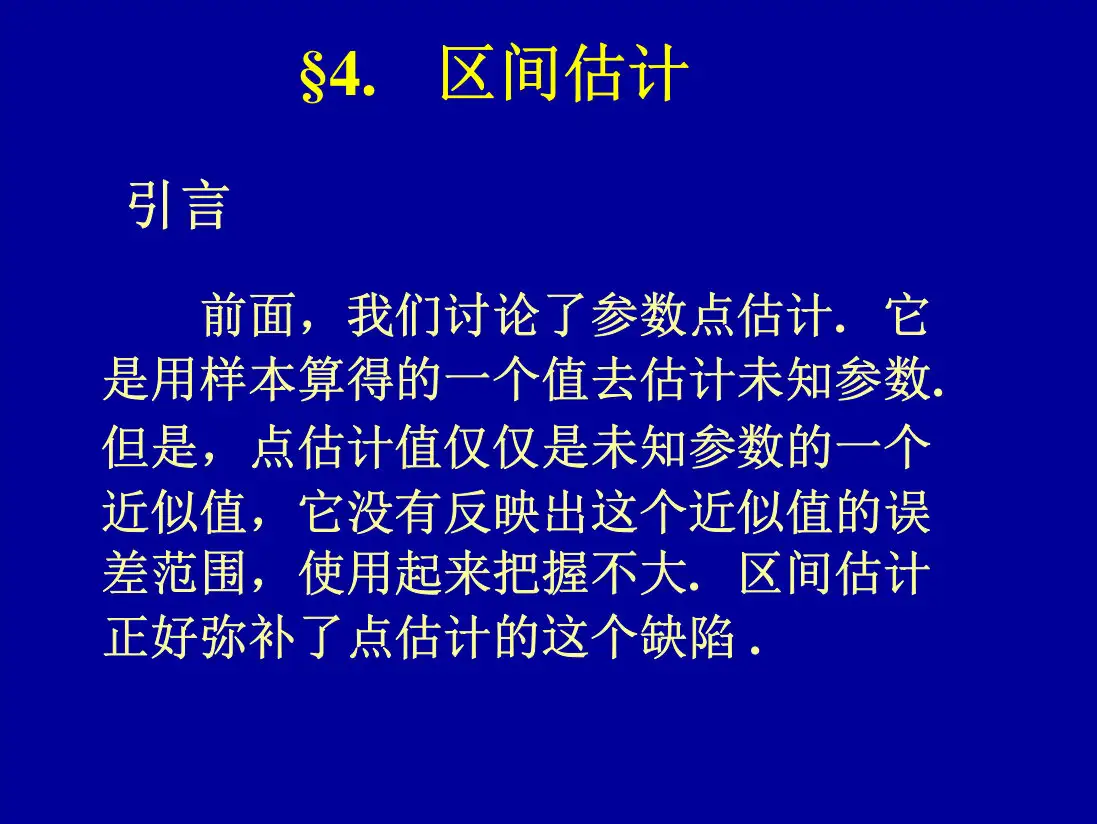 §4. 区间估计
引言
前面，我们讨论了参数点估计. 它
是用样本算得的一个值去估计未知参数.
但是，点估计值仅仅是未知参数的一个
近似值，它没有反映出这个近似值的误
差范围，使用起来把握不大. 区间估计
正好弥补了点估计的这个缺陷 .